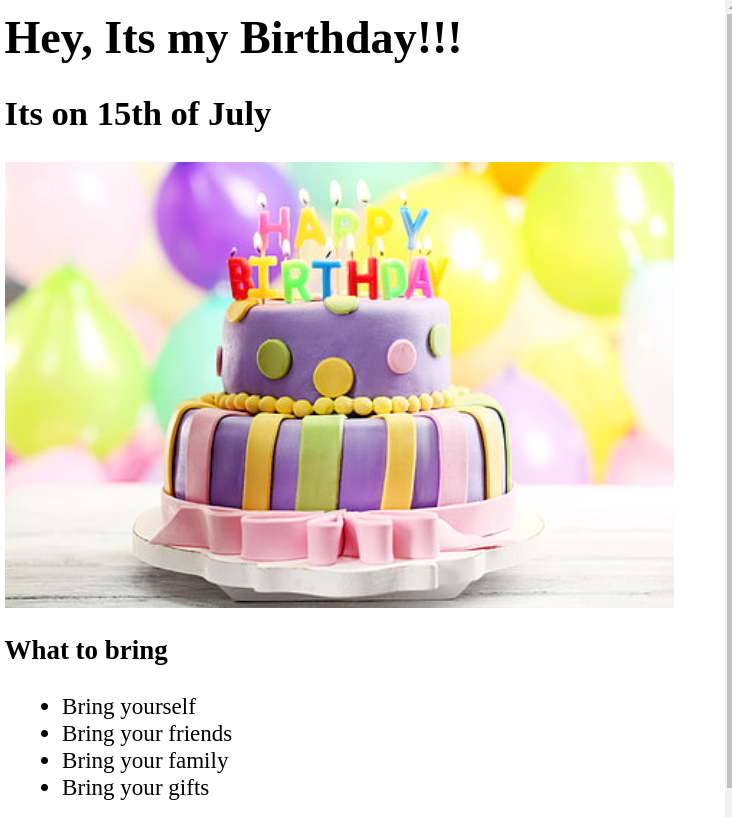 Hey, Its my Birthday!!!
Its on 15th of July
HAPPY
BIRTHDAY
What to bring
Bring yourself
Bring your friends
Bring your family
Bring your gifts